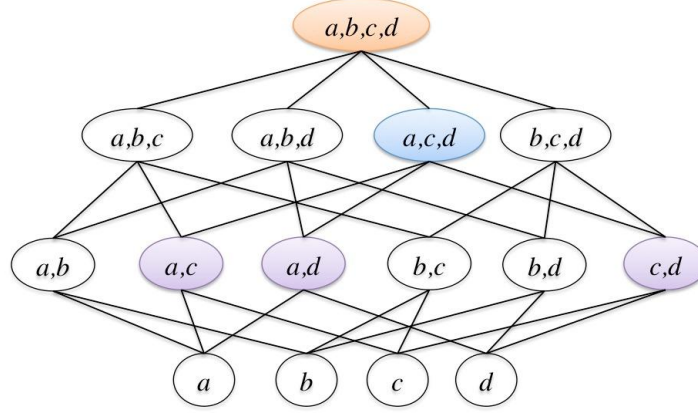 a,b,c,d
a,b,c a,b,d a,c,d b,c,d
a,b a,c a,d b,c b,d c,d
a b c d